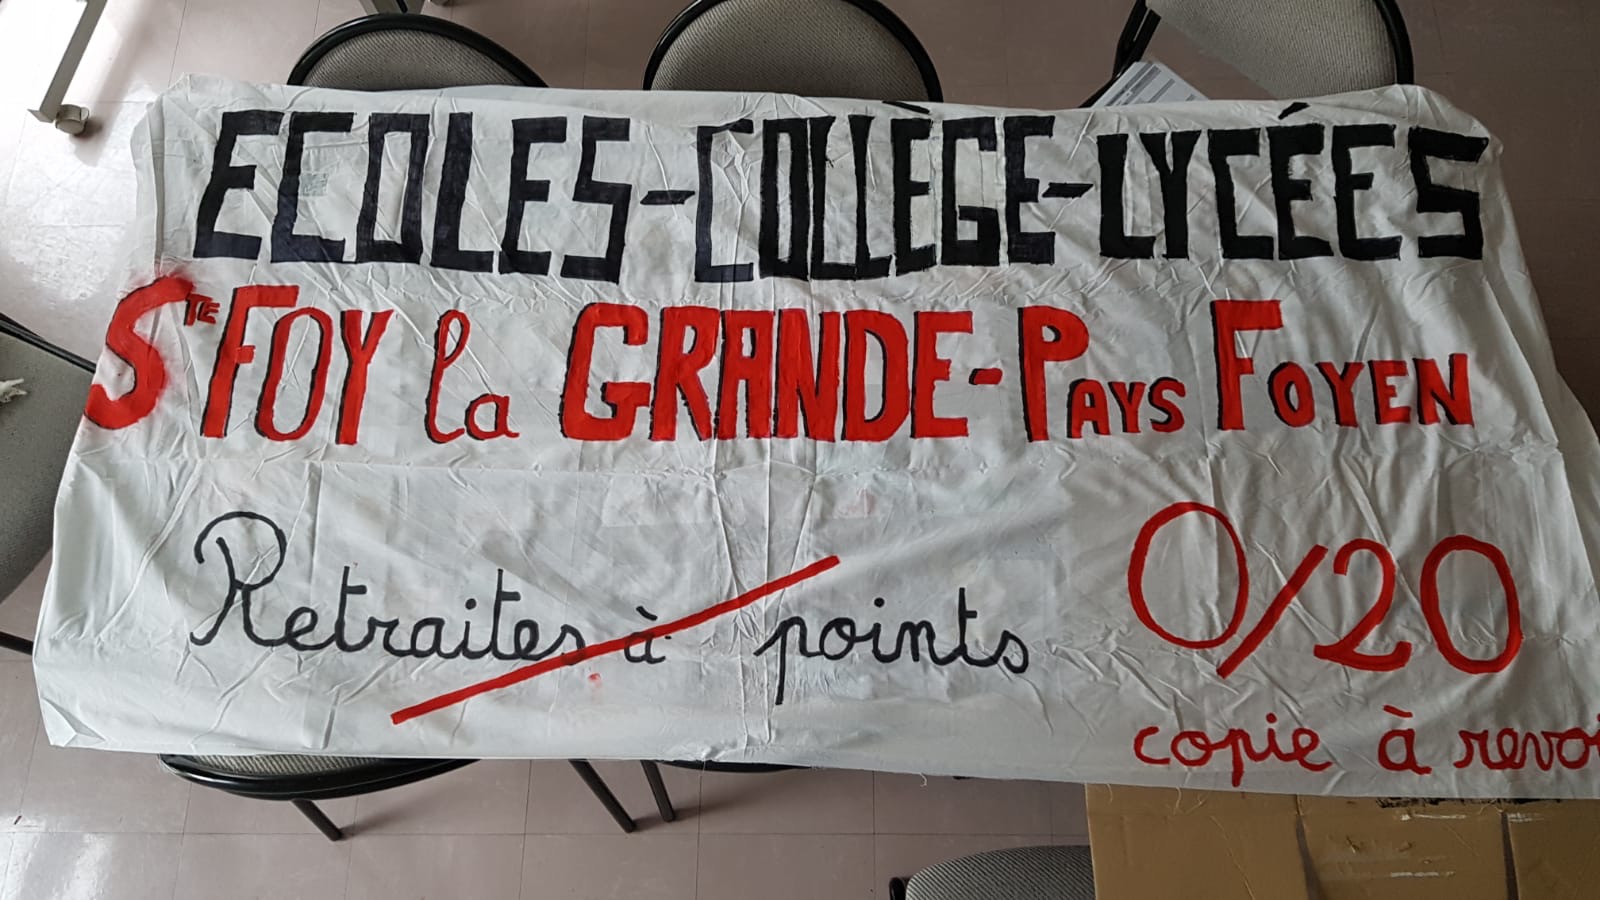 ECOLES-COLLÈGE-LYCÉES
STE FOY la GRANDE-PAYS FOYEN
Retraites à points 0/20
copie à revoi